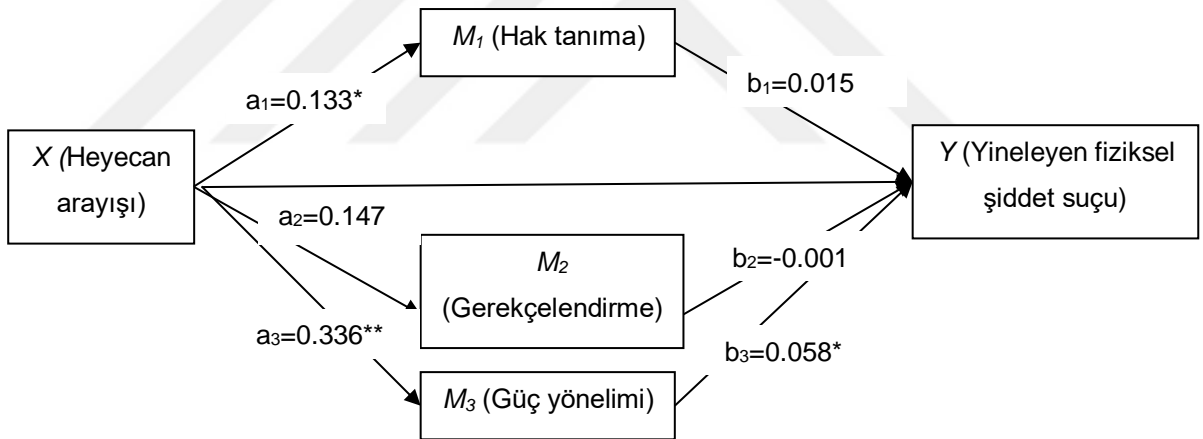 M1 (Hak tanıma)
a1=0.133*
b1=0.015
X (Heyecan
arayışı)
Y (Yineleyen fiziksel
şiddet suçu)
a2=0.147
M2
(Gerekçelendirme)
b2=-0.001
a3=0.336**
b3=0.058*
M3 (Güç yönelimi)